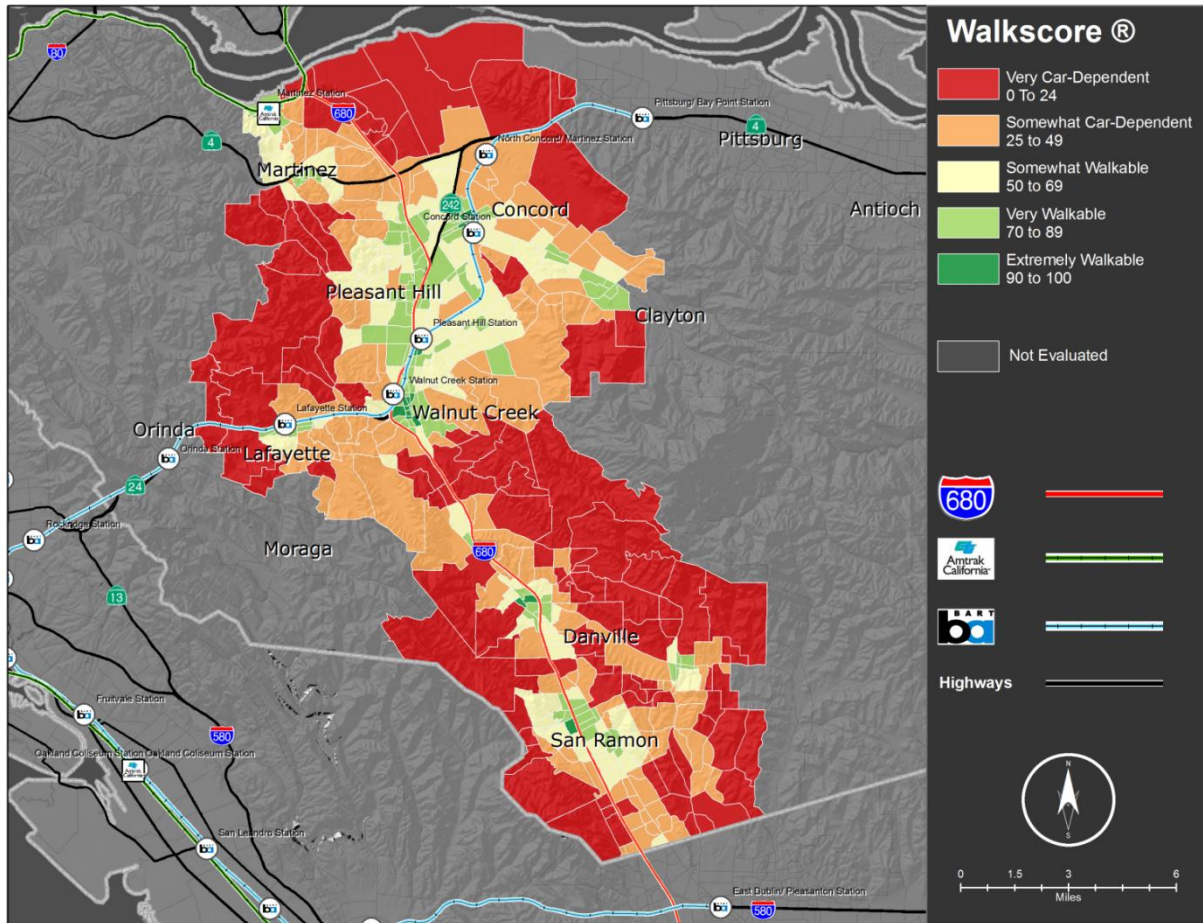 Walkscore ®
Very Car-Dependent
0 To 24
Somewhat Car-Dependent
25 to 49
Somewhat Walkable
50 to 69
Very Walkable
70 to 89
Extremely Walkable
90 to 100
Not Evaluated
680
Amtrak
California
BART
ba
Highways
N
S
0 1.5 3 6
Miles
80
Martinez Station
Amtrak
California
680
Pittsburg/ Bay Point Station
4
4
Pittsburg
North Concord/ Martinez Station
Martinez
242
Concord
Concord Station
Antioch
Pleasant Hill
Clayton
Pleasant Hill Station
Walnut Creek Station
Lafayette Station
Walnut Creek
Orinda
Orinda Station
Lafayette
24
Rockridge Station
Moraga
680
13
Danville
Fruitvale Station
580
San Ramon
Oakland Coliseum Station Oakland Coliseum Station
San Leandro Station
East Dublin/ Pleasanton Station
580